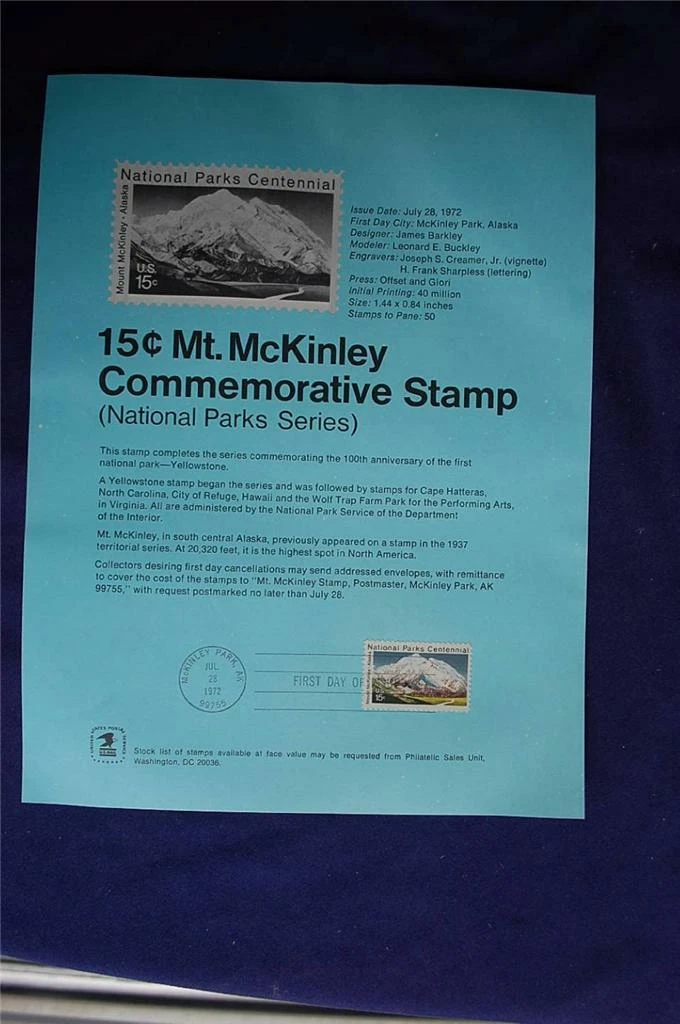 National Parks Centennial
Mount McKinley · Alaska
U.S.
15c
Issue Date: July 28, 1972
First Day City: McKinley Park, Alaska
Designer: James Barkley
Modeler: Leonard E. Buckley
Engravers: Joseph S. Creamer, Jr. (vignette)
H. Frank Sharpless (lettering)
Press: Offset and Giori
Initial Printing: 40 million
Size: 1.44 x 0.84 inches
Stamps to Pane: 50
15¢ Mt. McKinley
Commemorative Stamp
(National Parks Series)
This stamp completes the series commemorating the 100th anniversary of the first
national park—Yellowstone.
A Yellowstone stamp began the series and was followed by stamps for Cape Hatteras,
North Carolina, City of Refuge, Hawaii and the Wolf Trap Farm Park for the Performing Arts,
in Virginia. All are administered by the National Park Service of the Department
of the Interior.
Mt. McKinley, in south central Alaska, previously appeared on a stamp in the 1937
territorial series. At 20,320 feet, it is the highest spot in North America.
Collectors desiring first day cancellations may send addressed envelopes, with remittance
to cover the cost of the stamps to "Mt. McKinley Stamp, Postmaster, McKinley Park, AK
99755," with request postmarked no later than July 28.
McKINLEY PARK, AK
JUL
28
1972
99755
FIRST DAY OF
National Parks Centennial
15c
UNITED STATES POSTAL SERVICE
U.S. MAIL
Stock list of stamps available at face value may be requested from Philatelic Sales Unit,
Washington, DC 20036.